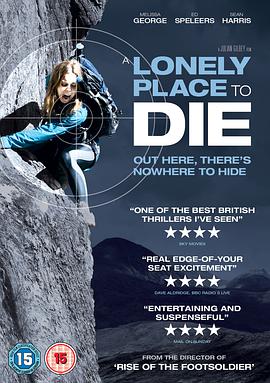 MELISSA GEORGE
ED SPELEERS
SEAN HARRIS
A JULIAN GILBEY FILM
A LONELY
PLACE TO
DIE
OUT HERE, THERE'S
NOWHERE TO HIDE
"ONE OF THE BEST BRITISH
THRILLERS I'VE SEEN"
★★★★
SKY MOVIES
"REAL EDGE-OF-YOUR
SEAT EXCITEMENT"
★★★★
DAVE ALDRIDGE, BBC RADIO 5 LIVE
"ENTERTAINING AND
SUSPENSEFUL"
★★★★
MAIL ON SUNDAY
FROM THE DIRECTOR OF
'RISE OF THE FOOTSOLDIER'
15
15